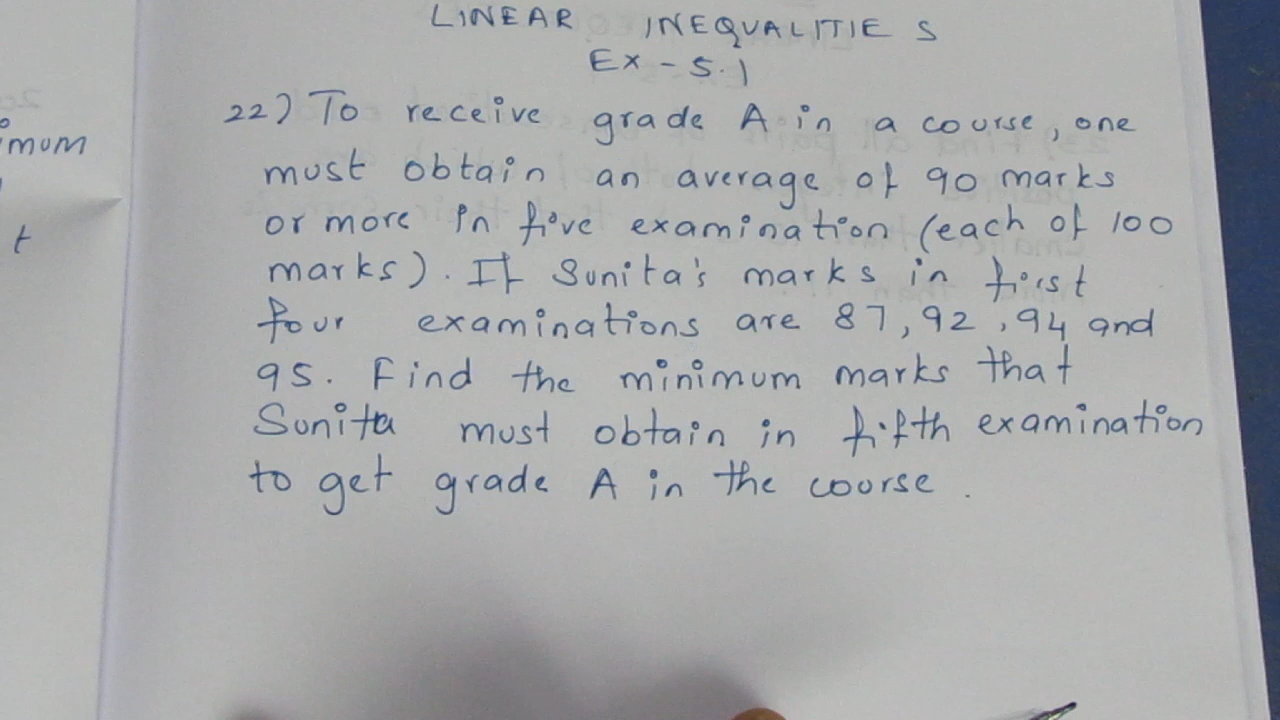 LINEAR INEQUALITIES
Ex - 5.1
22) To receive grade A in a course, one
must obtain an average of 90 marks
or more in five examination (each of 100
marks). If Sunita's marks in first
four examinations are 87, 92, 94 and
95. Find the minimum marks that
Sunita must obtain in fifth examination
to get grade A in the course.
mum
t